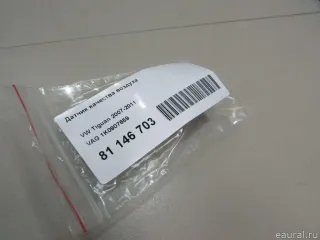 Датчик качества воздуха
VW Tiguan 2007-2011
VAG 1K0907659
81 146 703
eaural.ru